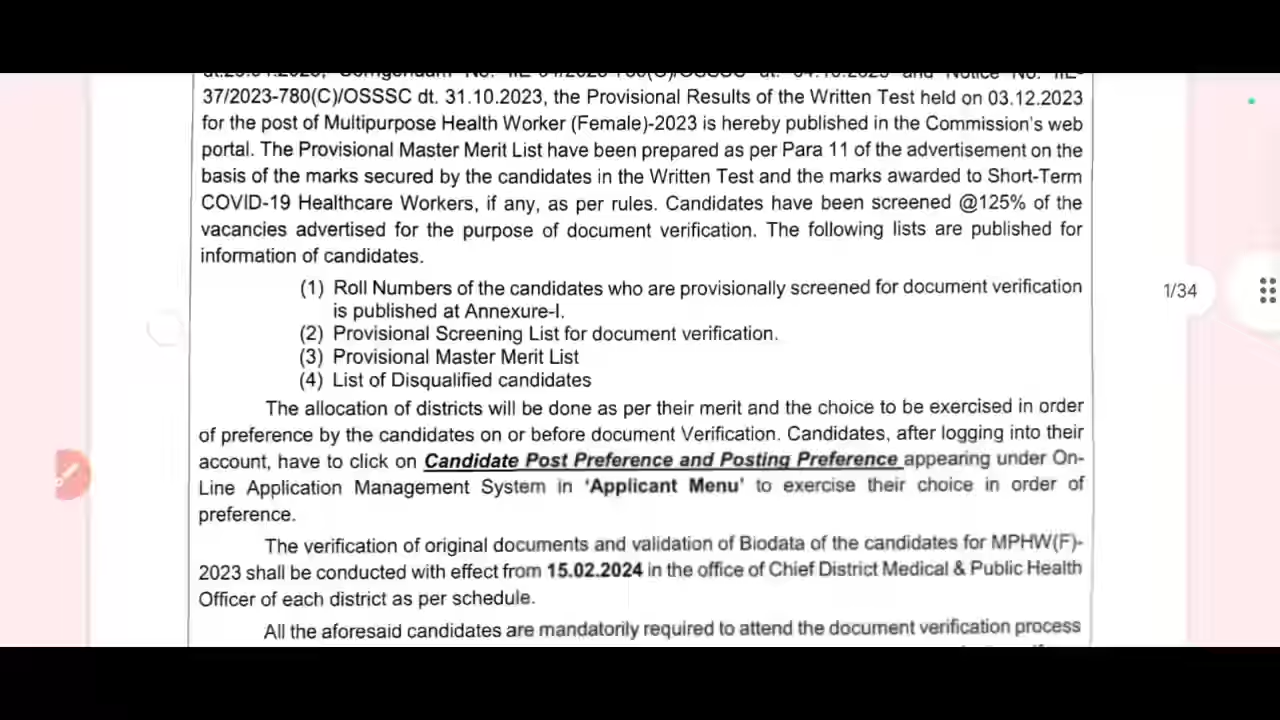 37/2023-780(C)/OSSSC dt. 31.10.2023, the Provisional Results of the Written Test held on 03.12.2023
for the post of Multipurpose Health Worker (Female)-2023 is hereby published in the Commission's web
portal. The Provisional Master Merit List have been prepared as per Para 11 of the advertisement on the
basis of the marks secured by the candidates in the Written Test and the marks awarded to Short-Term
COVID-19 Healthcare Workers, if any, as per rules. Candidates have been screened @125% of the
vacancies advertised for the purpose of document verification. The following lists are published for
information of candidates.
(1) Roll Numbers of the candidates who are provisionally screened for document verification
is published at Annexure-I.
1/34
(2) Provisional Screening List for document verification.
(3) Provisional Master Merit List
(4) List of Disqualified candidates
The allocation of districts will be done as per their merit and the choice to be exercised in order
of preference by the candidates on or before document Verification. Candidates, after logging into their
account, have to click on Candidate Post Preference and Posting Preference appearing under On-
Line Application Management System in 'Applicant Menu' to exercise their choice in order of
preference.
The verification of original documents and validation of Biodata of the candidates for MPHW(F)-
2023 shall be conducted with effect from 15.02.2024 in the office of Chief District Medical & Public Health
Officer of each district as per schedule.
All the aforesaid candidates are mandatorily required to attend the document verification process